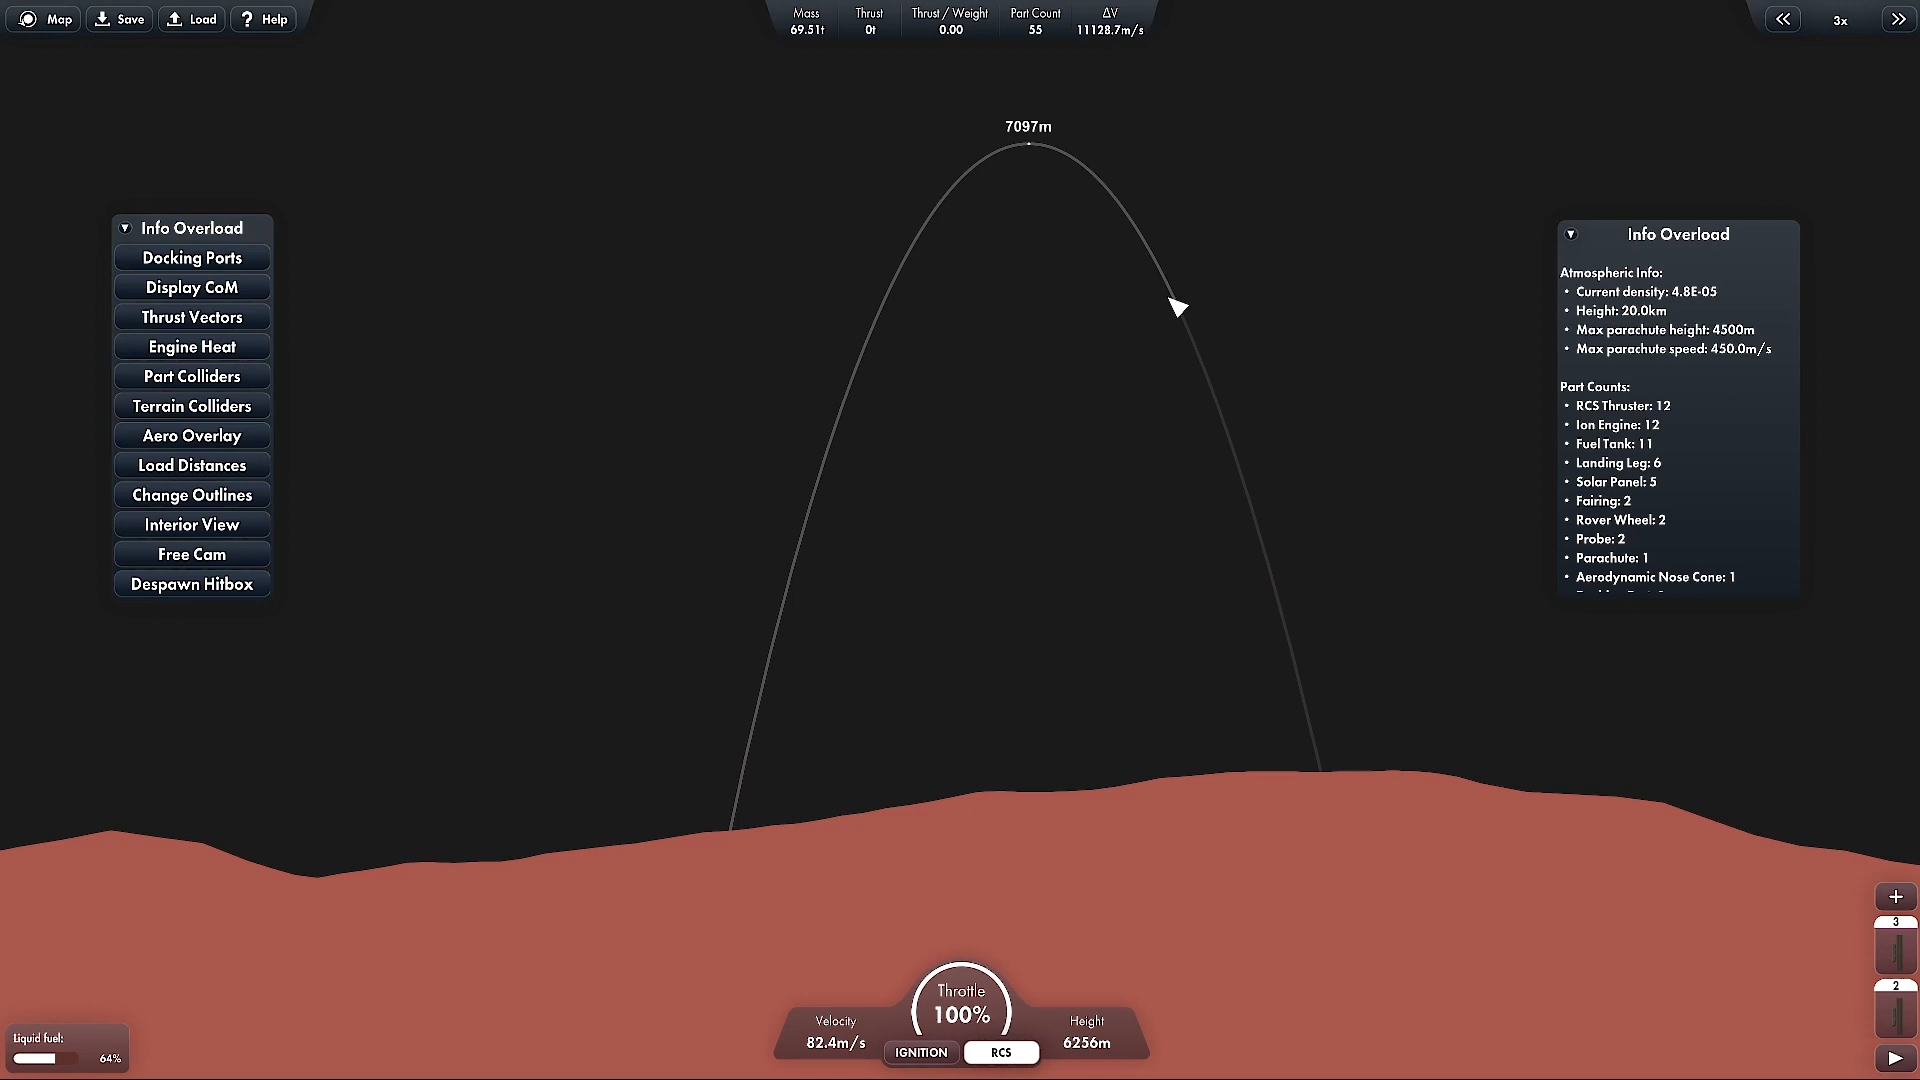 Map
Save
Load
? Help
Mass
69.51t
Thrust
0t
Thrust / Weight
0.00
Part Count
55
ΔV
11128.7m/s
3x
7097m
Info Overload
Docking Ports
Display CoM
Thrust Vectors
Engine Heat
Part Colliders
Terrain Colliders
Aero Overlay
Load Distances
Change Outlines
Interior View
Free Cam
Despawn Hitbox
Info Overload
Atmospheric Info:
• Current density: 4.8E-05
• Height: 20.0km
• Max parachute height: 4500m
• Max parachute speed: 450.0m/s
Part Counts:
• RCS Thruster: 12
• Ion Engine: 12
• Fuel Tank: 11
• Landing Leg: 6
• Solar Panel: 5
• Fairing: 2
• Rover Wheel: 2
• Probe: 2
• Parachute: 1
• Aerodynamic Nose Cone: 1
3
2
Throttle
100%
Velocity
82.4m/s
Height
6256m
IGNITION
RCS
Liquid fuel:
64%